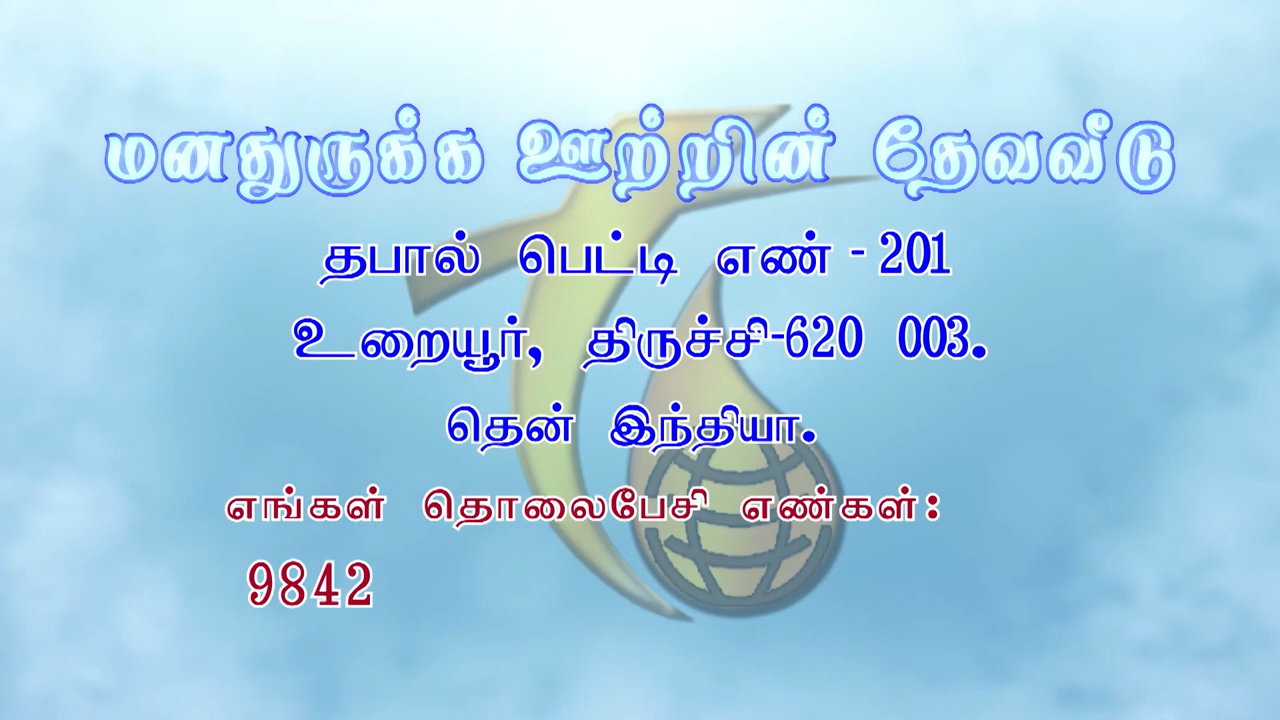 மனதுருக்க ஊற்றின் தேவவீடு
தபால் பெட்டி எண் - 201
உறையூர், திருச்சி-620 003.
தென் இந்தியா.
எங்கள் தொலைபேசி எண்கள்:
9842